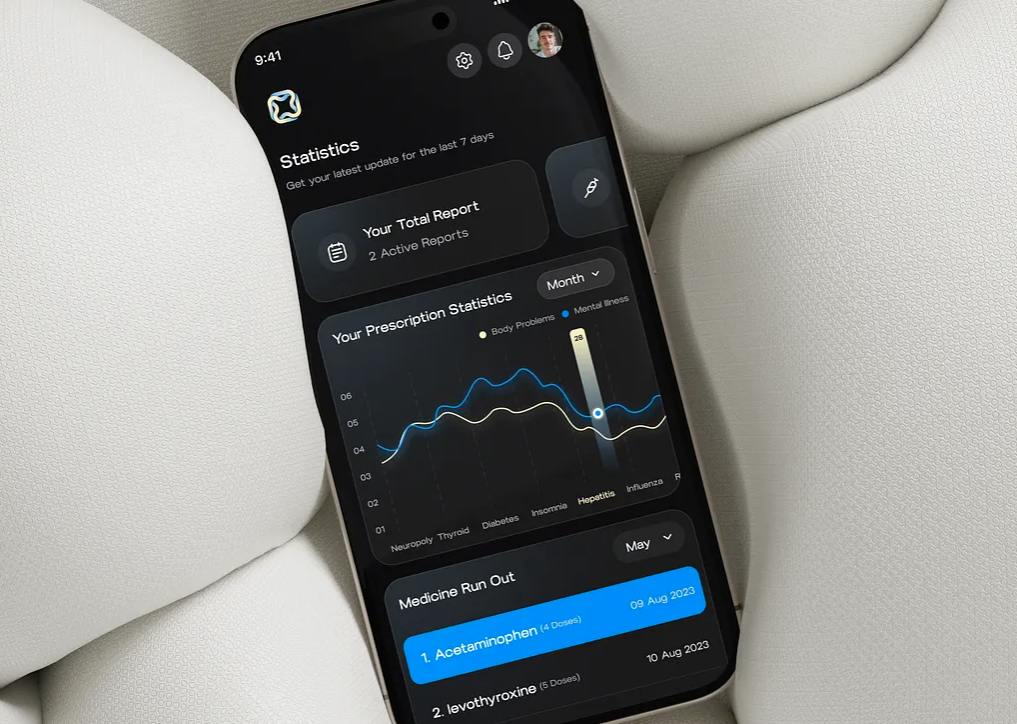 9:41
Statistics
Get your latest update for the last 7 days
Your Total Report
2 Active Reports
Your Prescription Statistics
Month
Body Problems
Mental Illness
28
06
05
04
03
02
01
Neuropoly
Thyroid
Diabetes
Insomnia
Hepatitis
Influenza
R
Medicine Run Out
May
1. Acetaminophen (4 Doses) 09 Aug 2023
2. levothyroxine (5 Doses) 10 Aug 2023